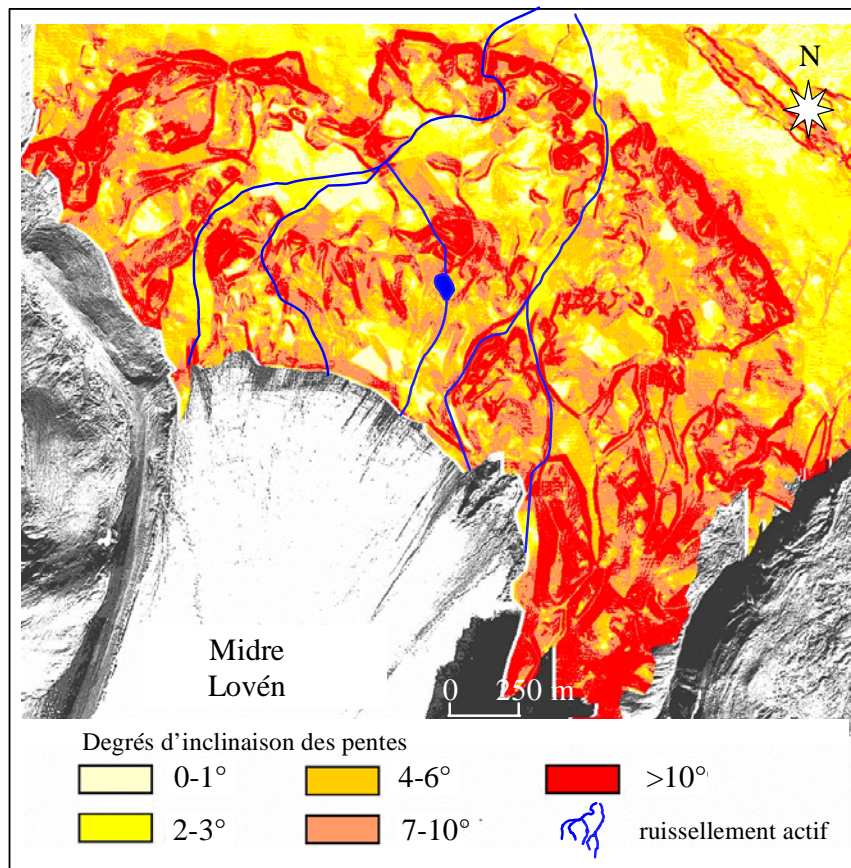 N
Midre
Lovén
0 250 m
Degrés d’inclinaison des pentes
0-1°
4-6°
>10°
2-3°
7-10°
ruissellement actif